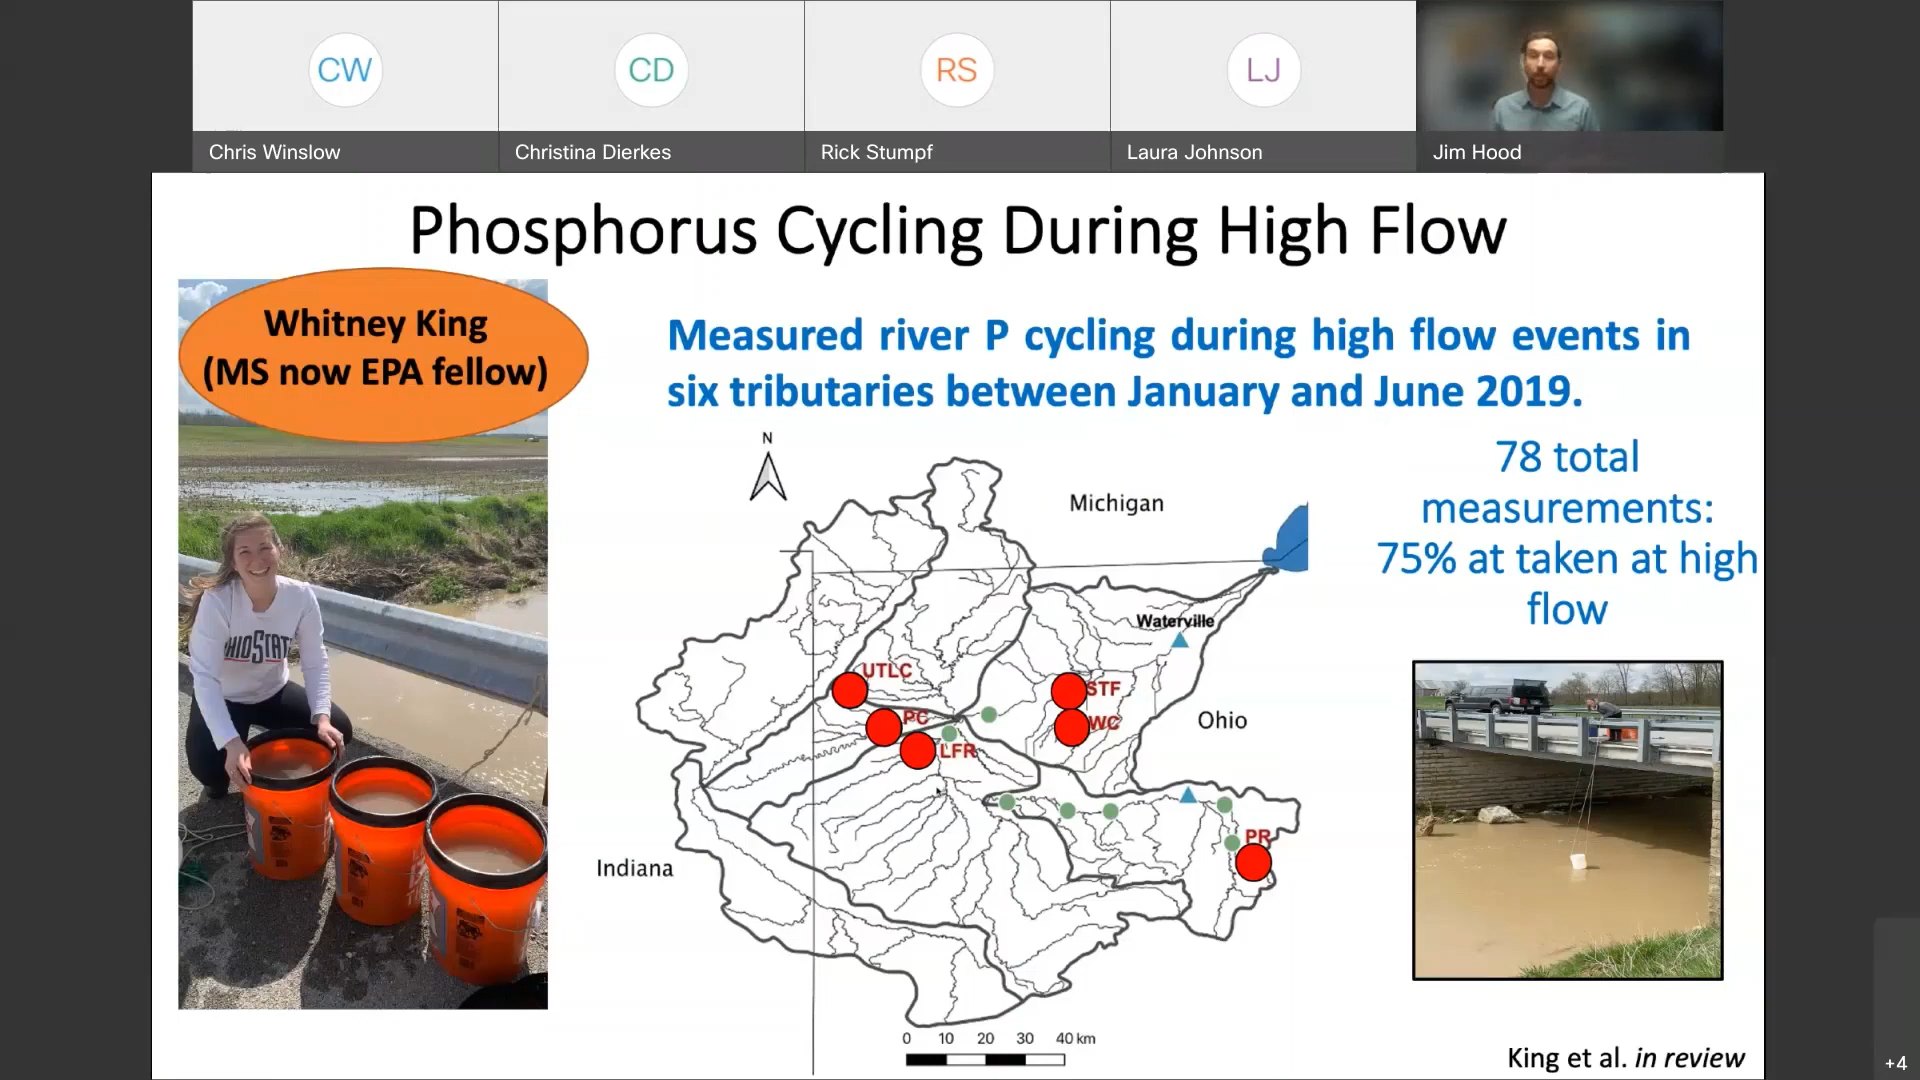 CW
CD
RS
LJ
Chris Winslow
Christina Dierkes
Rick Stumpf
Laura Johnson
Jim Hood
Phosphorus Cycling During High Flow
Whitney King
(MS now EPA fellow)
Measured river P cycling during high flow events in
six tributaries between January and June 2019.
78 total
measurements:
75% at taken at high
flow
N
Michigan
Waterville
UTLC
STF
PC
WC
Ohio
LFR
PR
Indiana
0 10 20 30 40 km
King et al. in review
+4